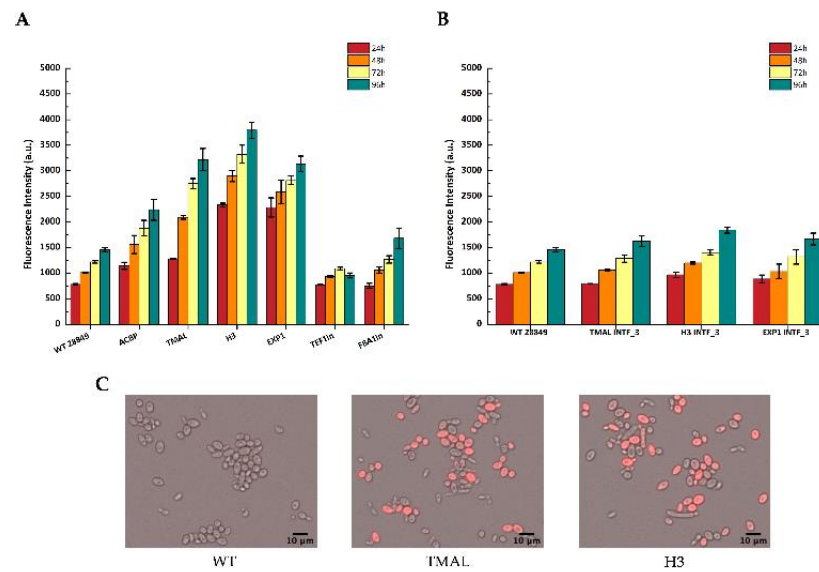 A
B
24h
48h
72h
96h
24h
48h
72h
96h
Fluorescence Intensity (a.u.)
5000
4500
4000
3500
3000
2500
2000
1500
1000
500
0
WT 28849
ACBP
TMAL
H3
EXP1
TEF1in
FBA1in
Fluorescence Intensity (a.u.)
5000
4500
4000
3500
3000
2500
2000
1500
1000
500
0
WT 28849
TMAL INTF_3
H3 INTF_3
EXP1 INTF_3
C
10 µm
10 µm
10 µm
WT
TMAL
H3